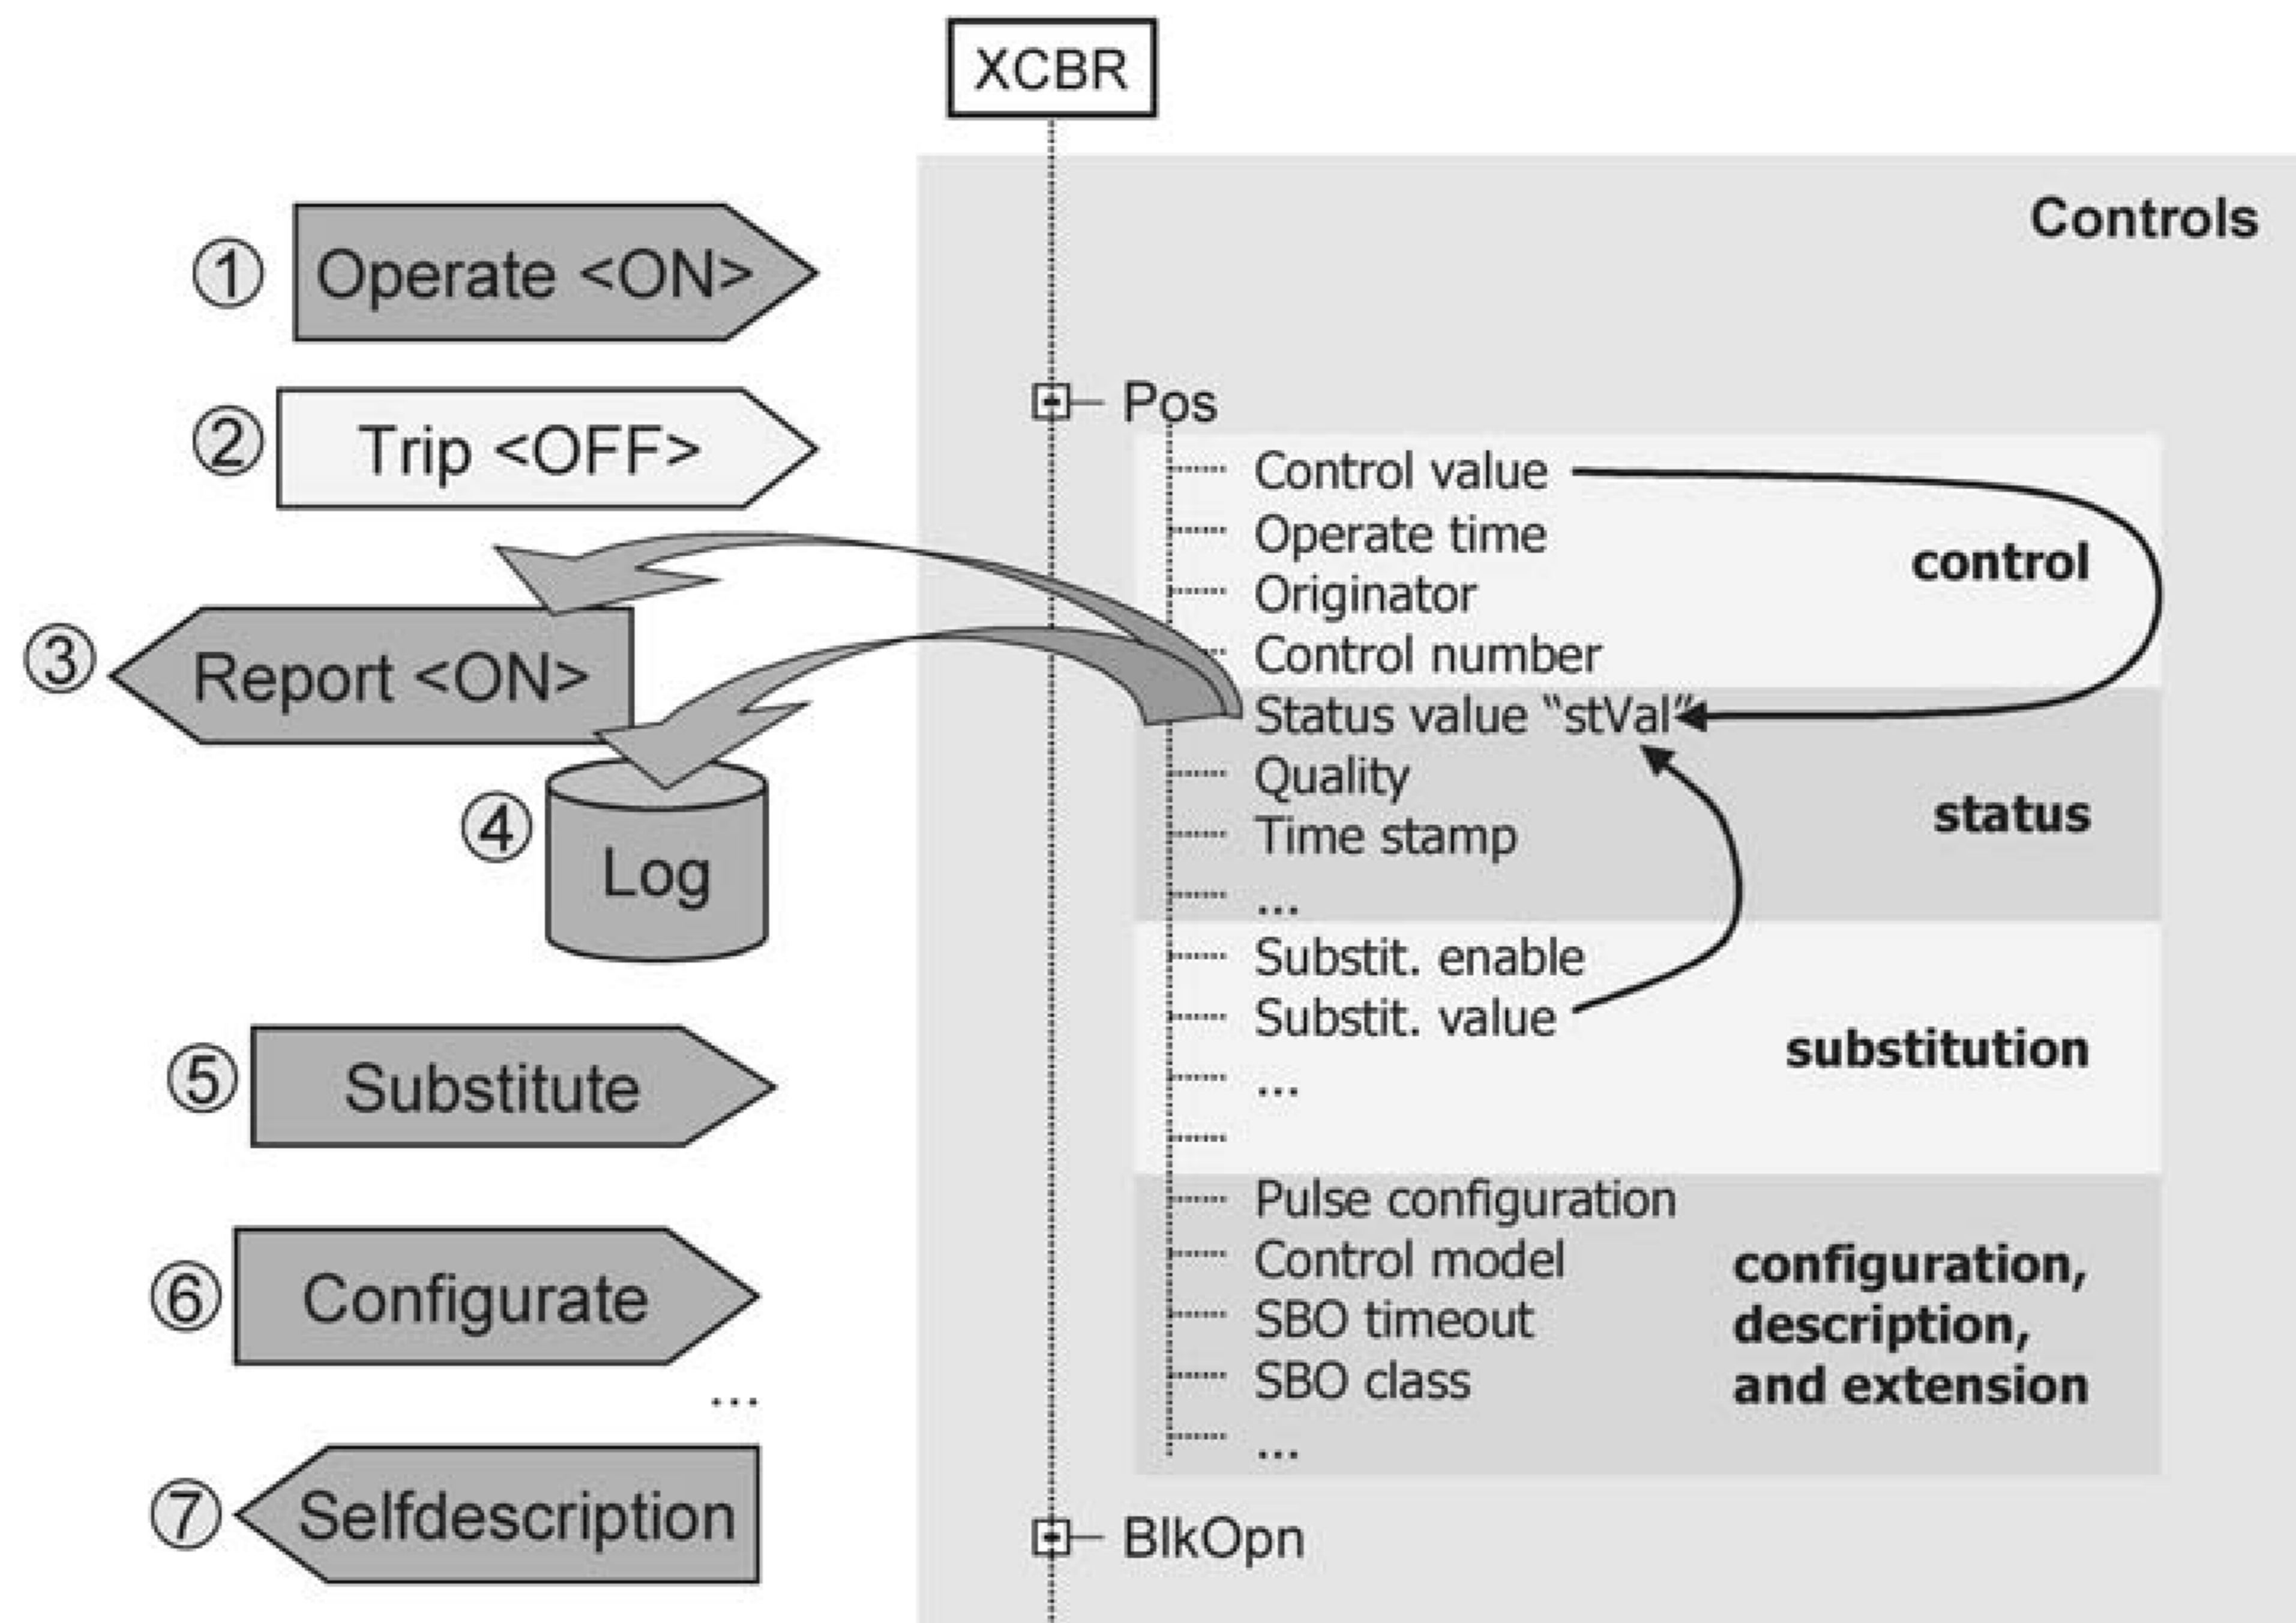 XCBR
Controls
① Operate <ON>
② Trip <OFF>
③ Report <ON>
④ Log
⑤ Substitute
⑥ Configurate
...
⑦ Selfdescription
Pos
Control value
Operate time
Originator
Control number
control
Status value “stVal”
Quality
Time stamp
...
status
Substit. enable
Substit. value
...
substitution
Pulse configuration
Control model
SBO timeout
SBO class
...
configuration,
description,
and extension
BlkOpn